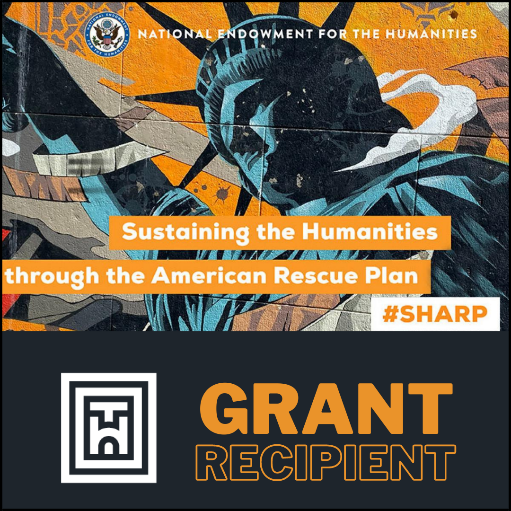 NATIONAL ENDOWMENT FOR THE HUMANITIES
Sustaining the Humanities
through the American Rescue Plan
#SHARP
GRANT
RECIPIENT